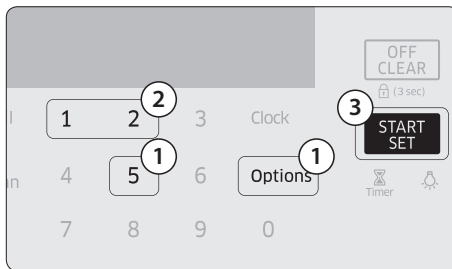 OFF
CLEAR
(3 sec)
2
3
l 1 2 3 Clock
START
SET
1
1
an 4 5 6 Options
Timer
7 8 9 0